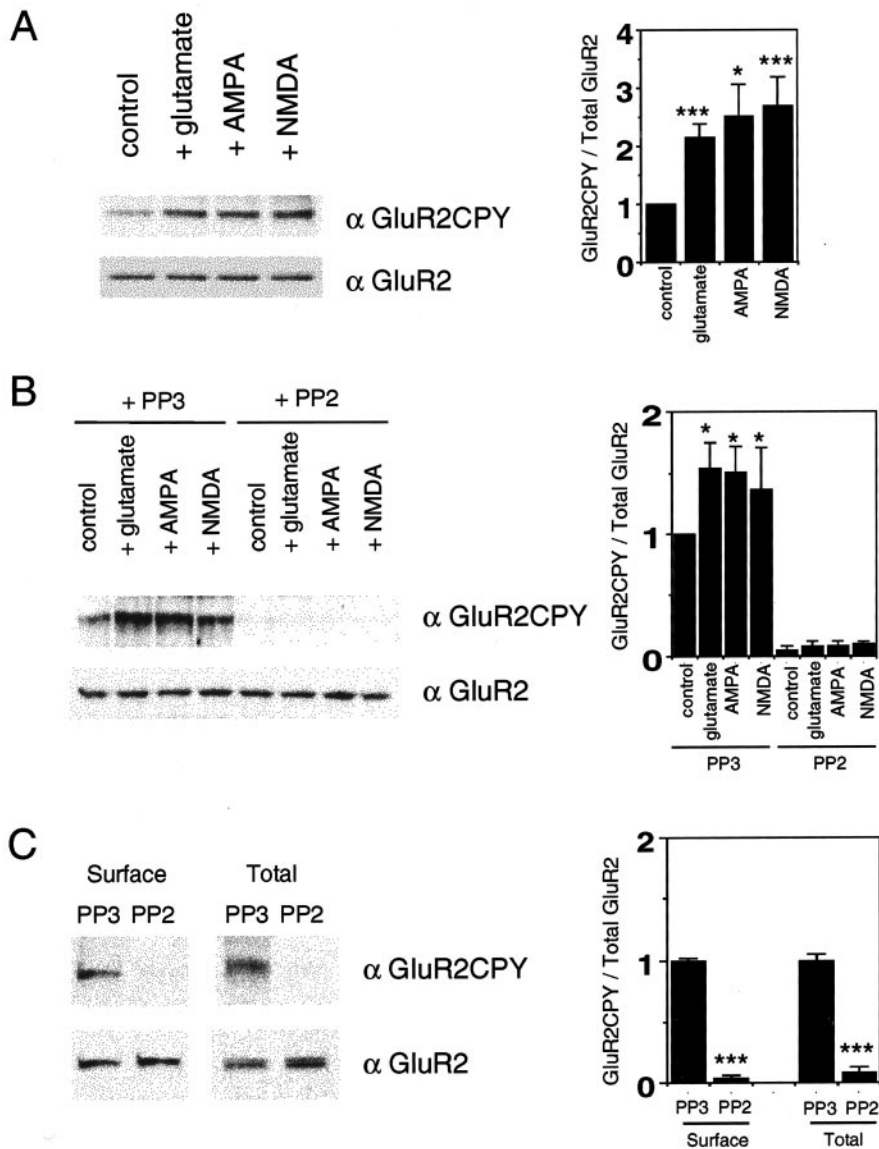 A
control
+ glutamate
+ AMPA
+ NMDA
α GluR2CPY
α GluR2
GluR2CPY / Total GluR2
4
3
2
1
0
***
*
***
control
glutamate
AMPA
NMDA
B
+ PP3
+ PP2
control
+ glutamate
+ AMPA
+ NMDA
control
+ glutamate
+ AMPA
+ NMDA
α GluR2CPY
α GluR2
GluR2CPY / Total GluR2
2
1
0
*
*
*
control
glutamate
AMPA
NMDA
control
glutamate
AMPA
NMDA
PP3
PP2
C
Surface
Total
PP3 PP2
PP3 PP2
α GluR2CPY
α GluR2
GluR2CPY / Total GluR2
2
1
0
***
***
PP3 PP2
PP3 PP2
Surface
Total